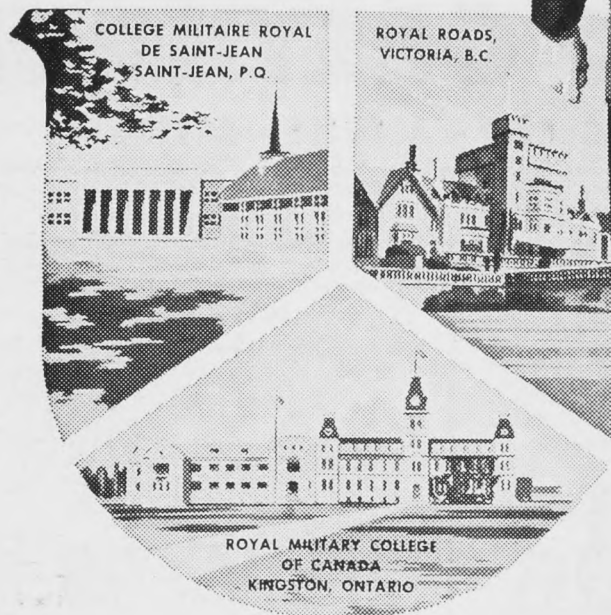 COLLEGE MILITAIRE ROYAL
DE SAINT-JEAN
SAINT-JEAN, P.Q.
ROYAL ROADS,
VICTORIA, B.C.
ROYAL MILITARY COLLEGE
OF CANADA
KINGSTON, ONTARIO